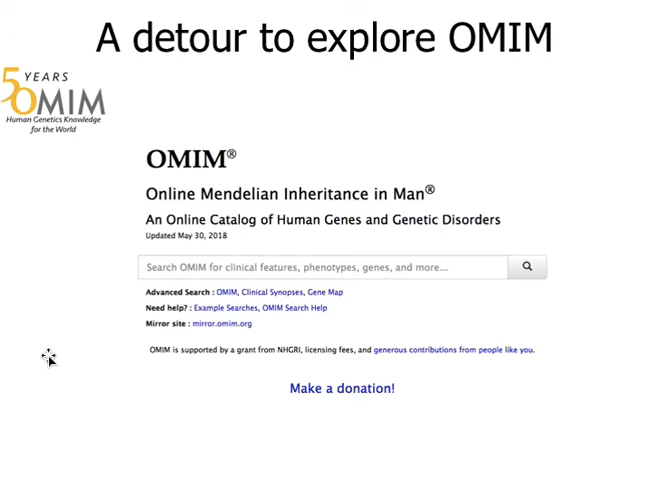 A detour to explore OMIM
50 YEARS
OMIM
Human Genetics Knowledge
for the World
OMIM®
Online Mendelian Inheritance in Man®
An Online Catalog of Human Genes and Genetic Disorders
Updated May 30, 2018
Search OMIM for clinical features, phenotypes, genes, and more...
Advanced Search : OMIM, Clinical Synopses, Gene Map
Need help? : Example Searches, OMIM Search Help
Mirror site : mirror.omim.org
OMIM is supported by a grant from NHGRI, licensing fees, and generous contributions from people like you.
Make a donation!